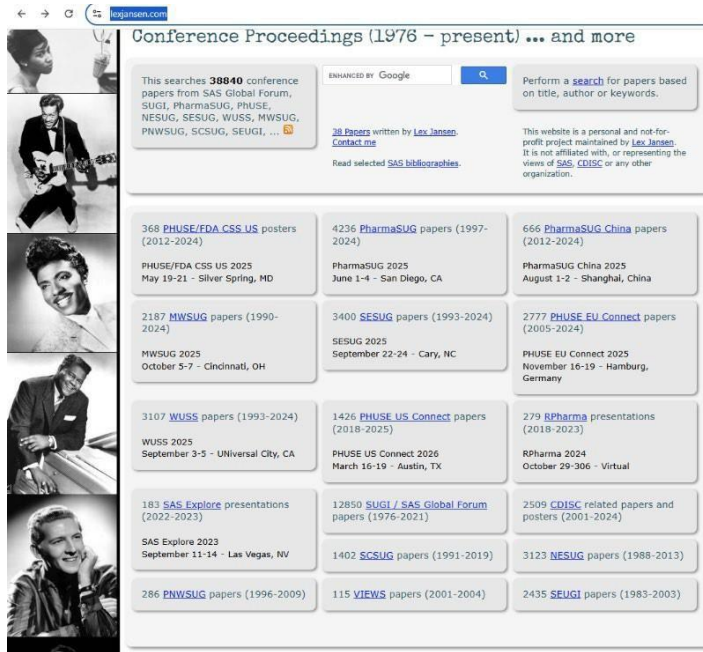 lexjansen.com
Conference Proceedings (1976 – present) ... and more
This searches 38840 conference
papers from SAS Global Forum,
SUGI, PharmaSUG, PhUSE,
NESUG, SESUG, WUSS, MWSUG,
PNWSUG, SCSUG, SEUGI, ...
ENHANCED BY Google
38 Papers written by Lex Jansen.
Contact me
Read selected SAS bibliographies.
Perform a search for papers based
on title, author or keywords.
This website is a personal and not-for-
profit project maintained by Lex Jansen.
It is not affiliated with, or representing the
views of SAS, CDISC or any other
organization.
368 PHUSE/FDA CSS US posters
(2012-2024)
PHUSE/FDA CSS US 2025
May 19-21 - Silver Spring, MD
4236 PharmaSUG papers (1997-
2024)
PharmaSUG 2025
June 1-4 - San Diego, CA
666 PharmaSUG China papers
(2012-2024)
PharmaSUG China 2025
August 1-2 - Shanghai, China
2187 MWSUG papers (1990-
2024)
MWSUG 2025
October 5-7 - Cincinnati, OH
3400 SESUG papers (1993-2024)
SESUG 2025
September 22-24 - Cary, NC
2777 PHUSE EU Connect papers
(2005-2024)
PHUSE EU Connect 2025
November 16-19 - Hamburg,
Germany
3107 WUSS papers (1993-2024)
WUSS 2025
September 3-5 - UNiversal City, CA
1426 PHUSE US Connect papers
(2018-2025)
PHUSE US Connect 2026
March 16-19 - Austin, TX
279 RPharma presentations
(2018-2023)
RPharma 2024
October 29-306 - Virtual
183 SAS Explore presentations
(2022-2023)
SAS Explore 2023
September 11-14 - Las Vegas, NV
12850 SUGI / SAS Global Forum
papers (1976-2021)
2509 CDISC related papers and
posters (2001-2024)
1402 SCSUG papers (1991-2019)
3123 NESUG papers (1988-2013)
286 PNWSUG papers (1996-2009)
115 VIEWS papers (2001-2004)
2435 SEUGI papers (1983-2003)